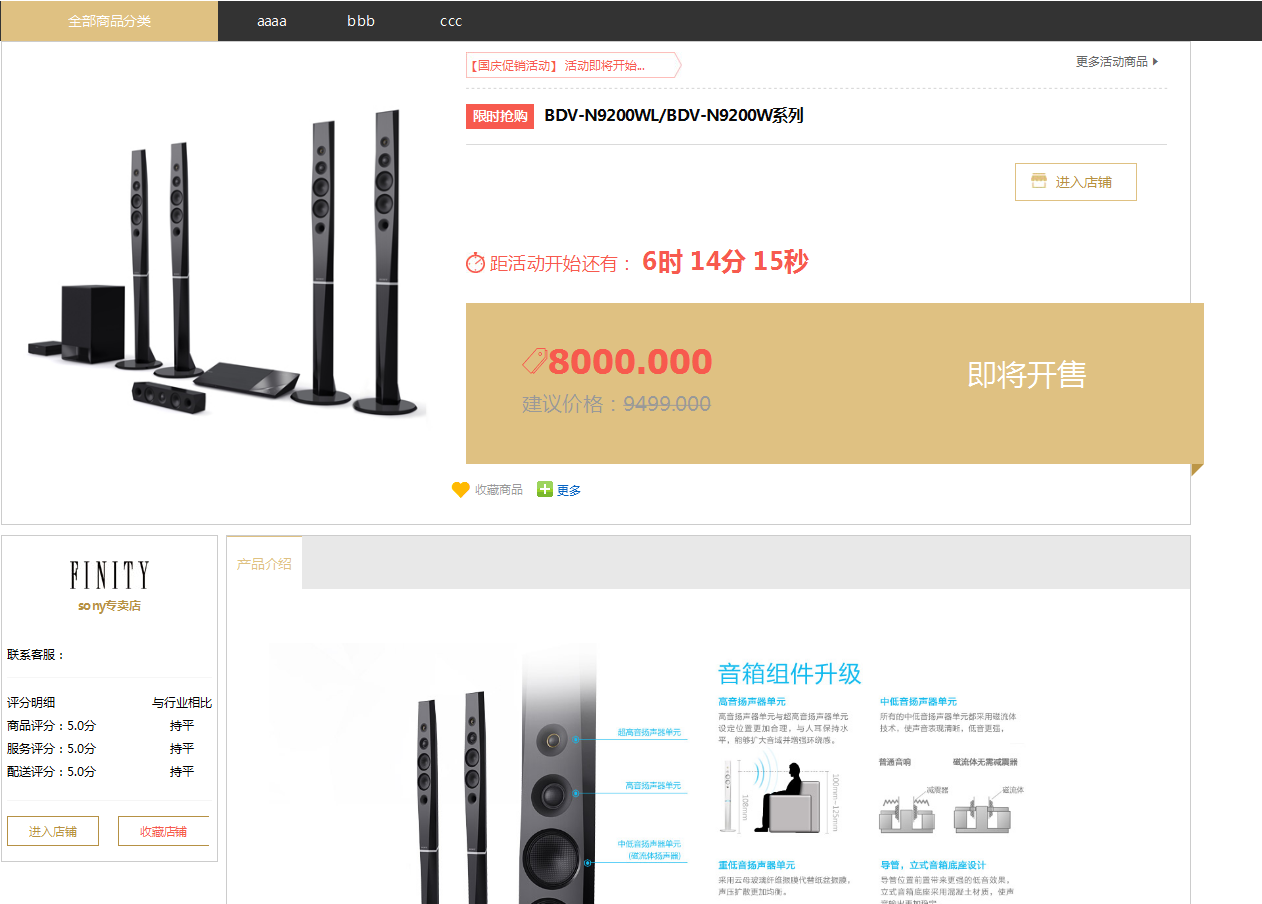 全部商品分类 aaaa bbb ccc
【国庆促销活动】 活动即将开始... 更多活动商品
限时抢购 BDV-N9200WL/BDV-N9200W系列
进入店铺
距活动开始还有： 6时 14分 15秒
8000.000
建议价格：9499.000
即将开售
收藏商品 更多
FINITY
sony专卖店
联系客服：
评分明细 与行业相比
商品评分：5.0分 持平
服务评分：5.0分 持平
配送评分：5.0分 持平
进入店铺 收藏店铺
产品介绍
超高音扬声器单元
高音扬声器单元
中低音扬声器单元
(磁流体扬声器)
音箱组件升级
高音扬声器单元
高音扬声器单元与超高音扬声器单元
设定位置更加合理，与人耳保持水
平，能够扩大音域并增强环绕感。
中低音扬声器单元
所有的中低音扬声器单元都采用磁流体
技术，使声音表现清晰，低音更强，
108mm
100mm~125mm
普通音响 磁流体无需减震器
减震器 磁流体
重低音扬声器单元
采用云母玻璃纤维振膜代替纸盆振膜，
声压扩散更加均衡。
导管，立式音箱底座设计
导管位置前置带来更强的低音效果。
立式音箱底座采用混凝土材质，使声
音输出更加稳定